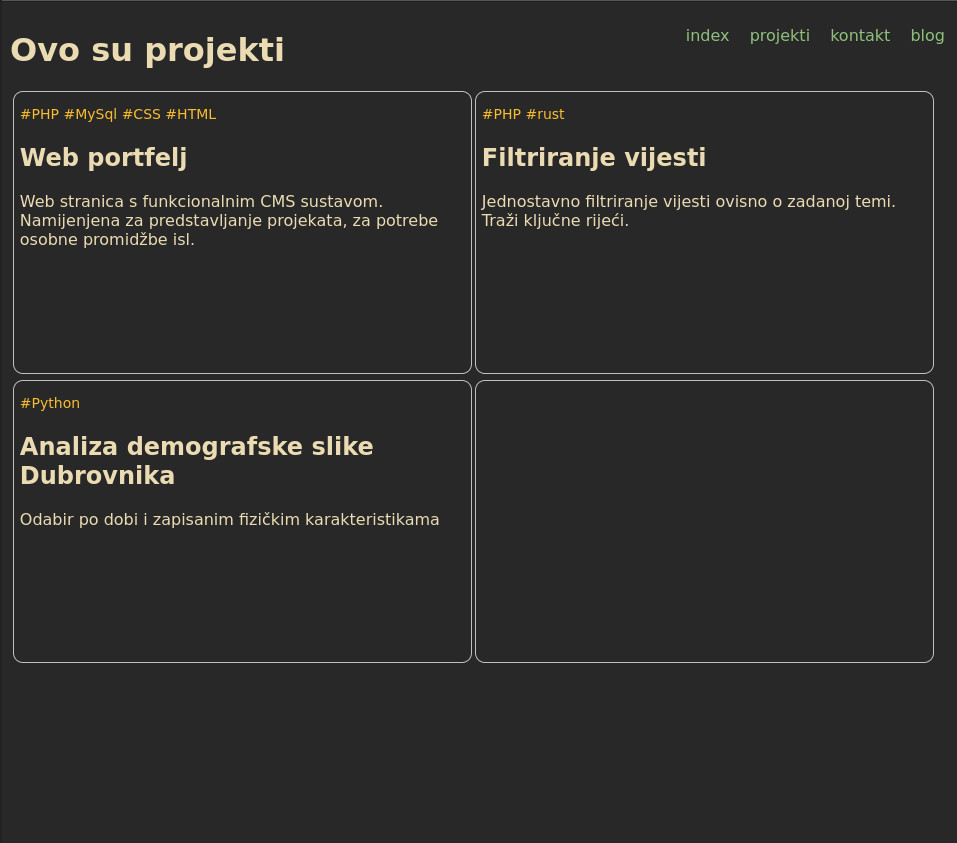 Ovo su projekti
index projekti kontakt blog
#PHP #MySql #CSS #HTML
Web portfelj
Web stranica s funkcionalnim CMS sustavom.
Namijenjena za predstavljanje projekata, za potrebe
osobne promidžbe isl.
#PHP #rust
Filtriranje vijesti
Jednostavno filtriranje vijesti ovisno o zadanoj temi.
Traži ključne rijeći.
#Python
Analiza demografske slike
Dubrovnika
Odabir po dobi i zapisanim fizičkim karakteristikama